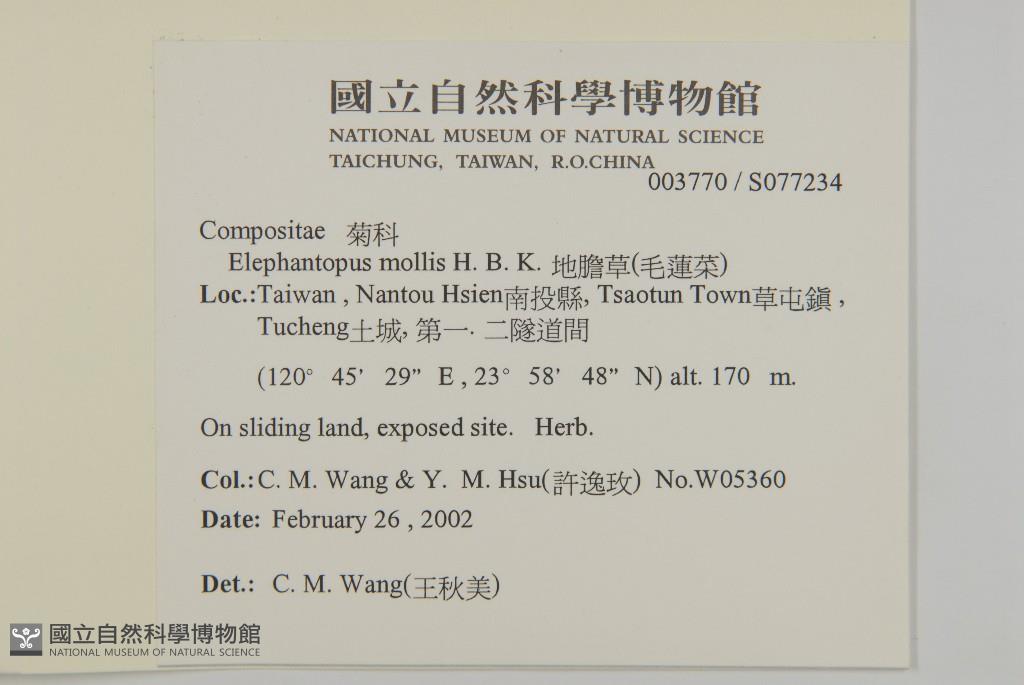 國立自然科學博物館
NATIONAL MUSEUM OF NATURAL SCIENCE
TAICHUNG, TAIWAN, R.O.CHINA
003770 / S077234
Compositae 菊科
Elephantopus mollis H. B. K. 地膽草(毛蓮菜)
Loc.:Taiwan , Nantou Hsien南投縣, Tsaotun Town草屯鎮 ,
Tucheng土城, 第一. 二隧道間
(120° 45’ 29” E , 23° 58’ 48” N) alt. 170 m.
On sliding land, exposed site. Herb.
Col.: C. M. Wang & Y. M. Hsu(許逸玫) No.W05360
Date: February 26 , 2002
Det.: C. M. Wang(王秋美)
國立自然科學博物館
NATIONAL MUSEUM OF NATURAL SCIENCE